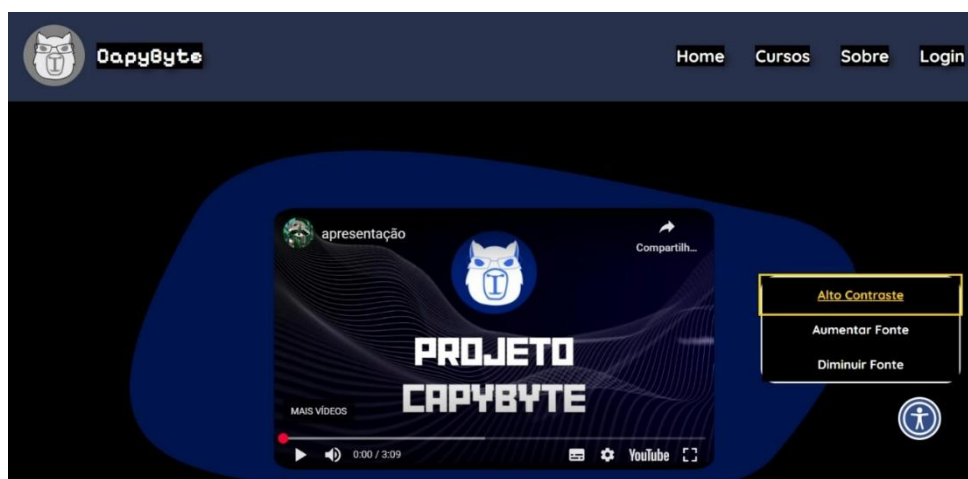 CapyByte
Home Cursos Sobre Login
apresentação
Compartilh...
PROJETO
CAPYBYTE
MAIS VÍDEOS
0:00 / 3:09
YouTube
Alto Contraste
Aumentar Fonte
Diminuir Fonte